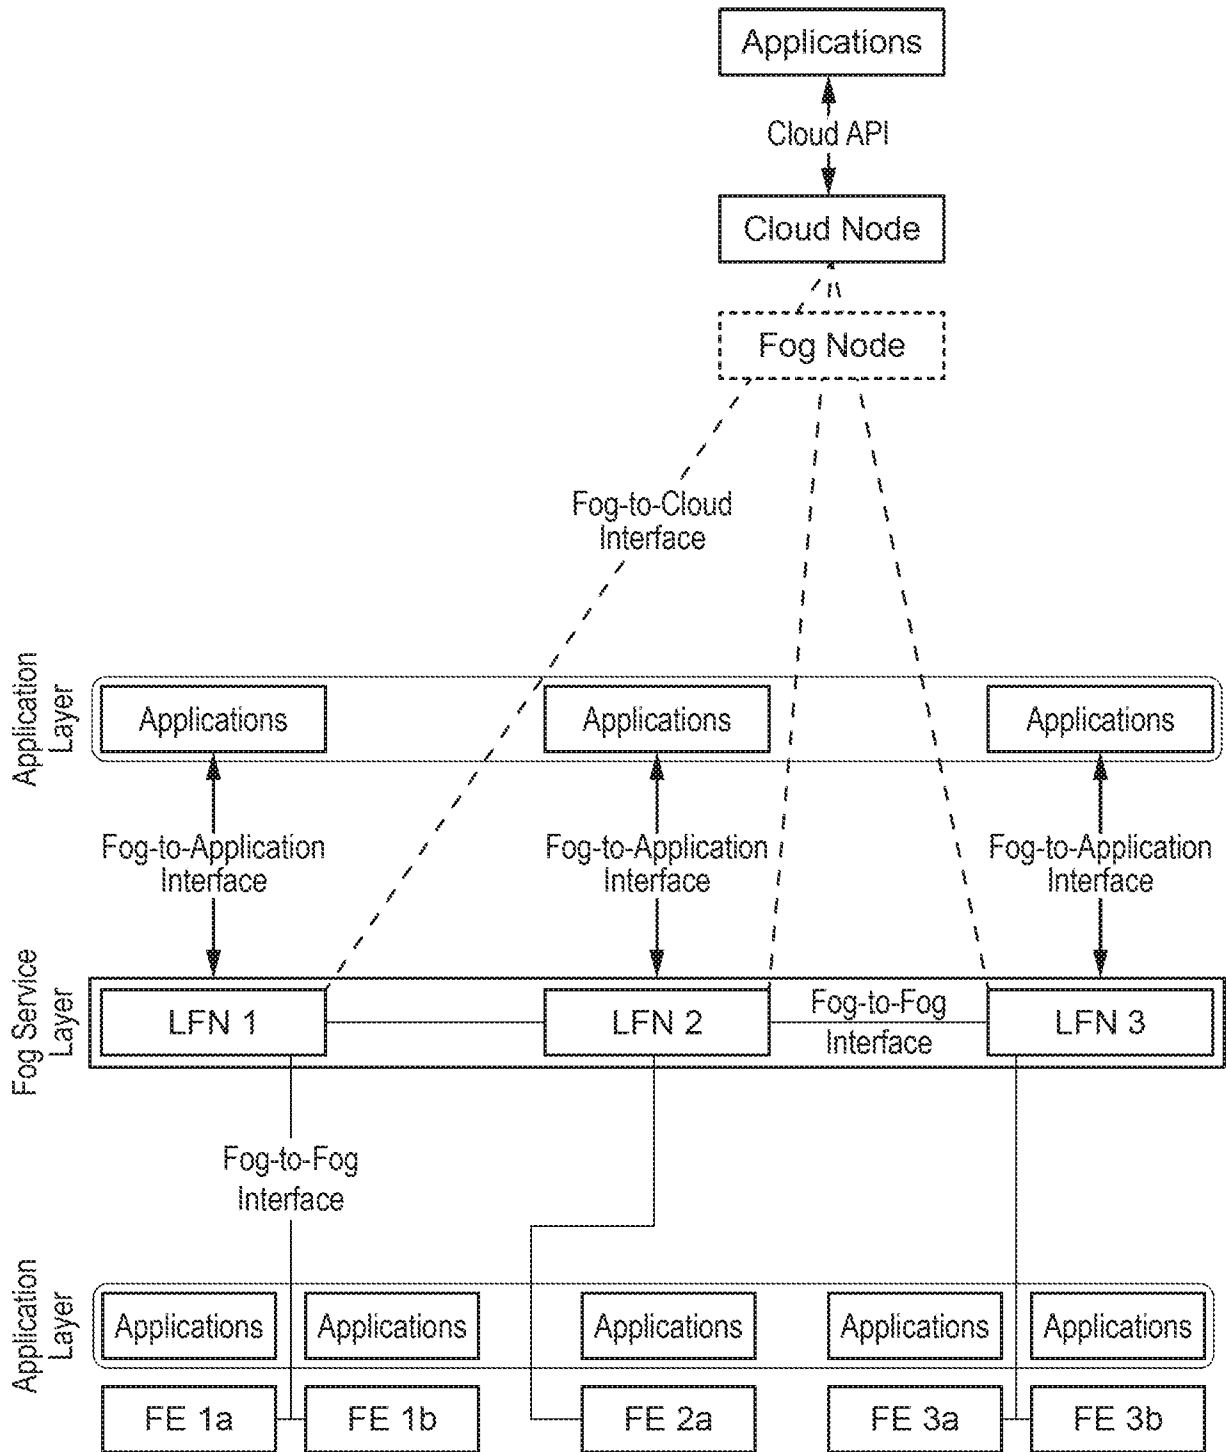 Applications
Cloud API
Cloud Node
Fog Node
Fog-to-Cloud
Interface
Application
Layer
Applications
Applications
Applications
Fog-to-Application
Interface
Fog-to-Application
Interface
Fog-to-Application
Interface
Fog Service
Layer
LFN 1
LFN 2
Fog-to-Fog
Interface
LFN 3
Fog-to-Fog
Interface
Application
Layer
Applications
Applications
Applications
Applications
Applications
FE 1a
FE 1b
FE 2a
FE 3a
FE 3b